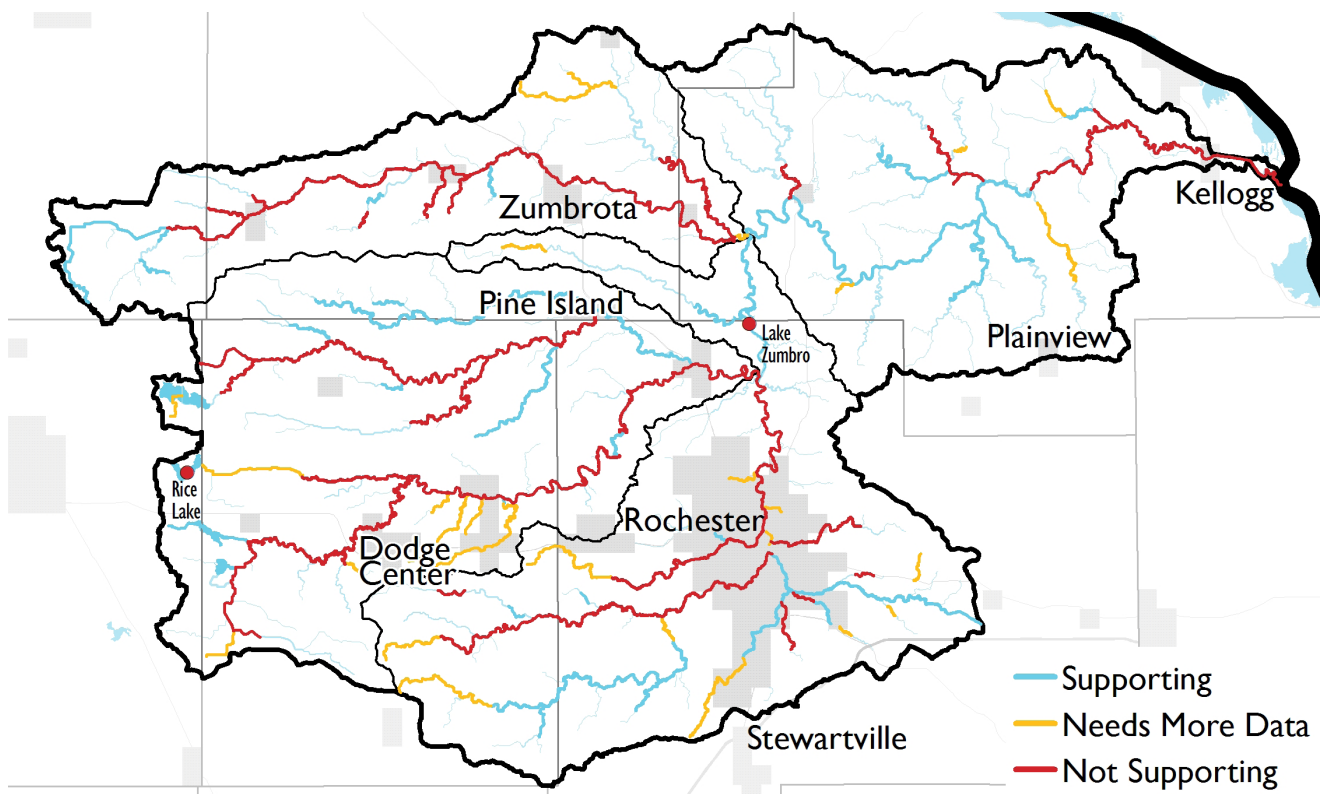 Zumbrota
Kellogg
Pine Island
Lake
Zumbro
Plainview
Rice
Lake
Rochester
Dodge
Center
Supporting
Needs More Data
Stewartville
Not Supporting